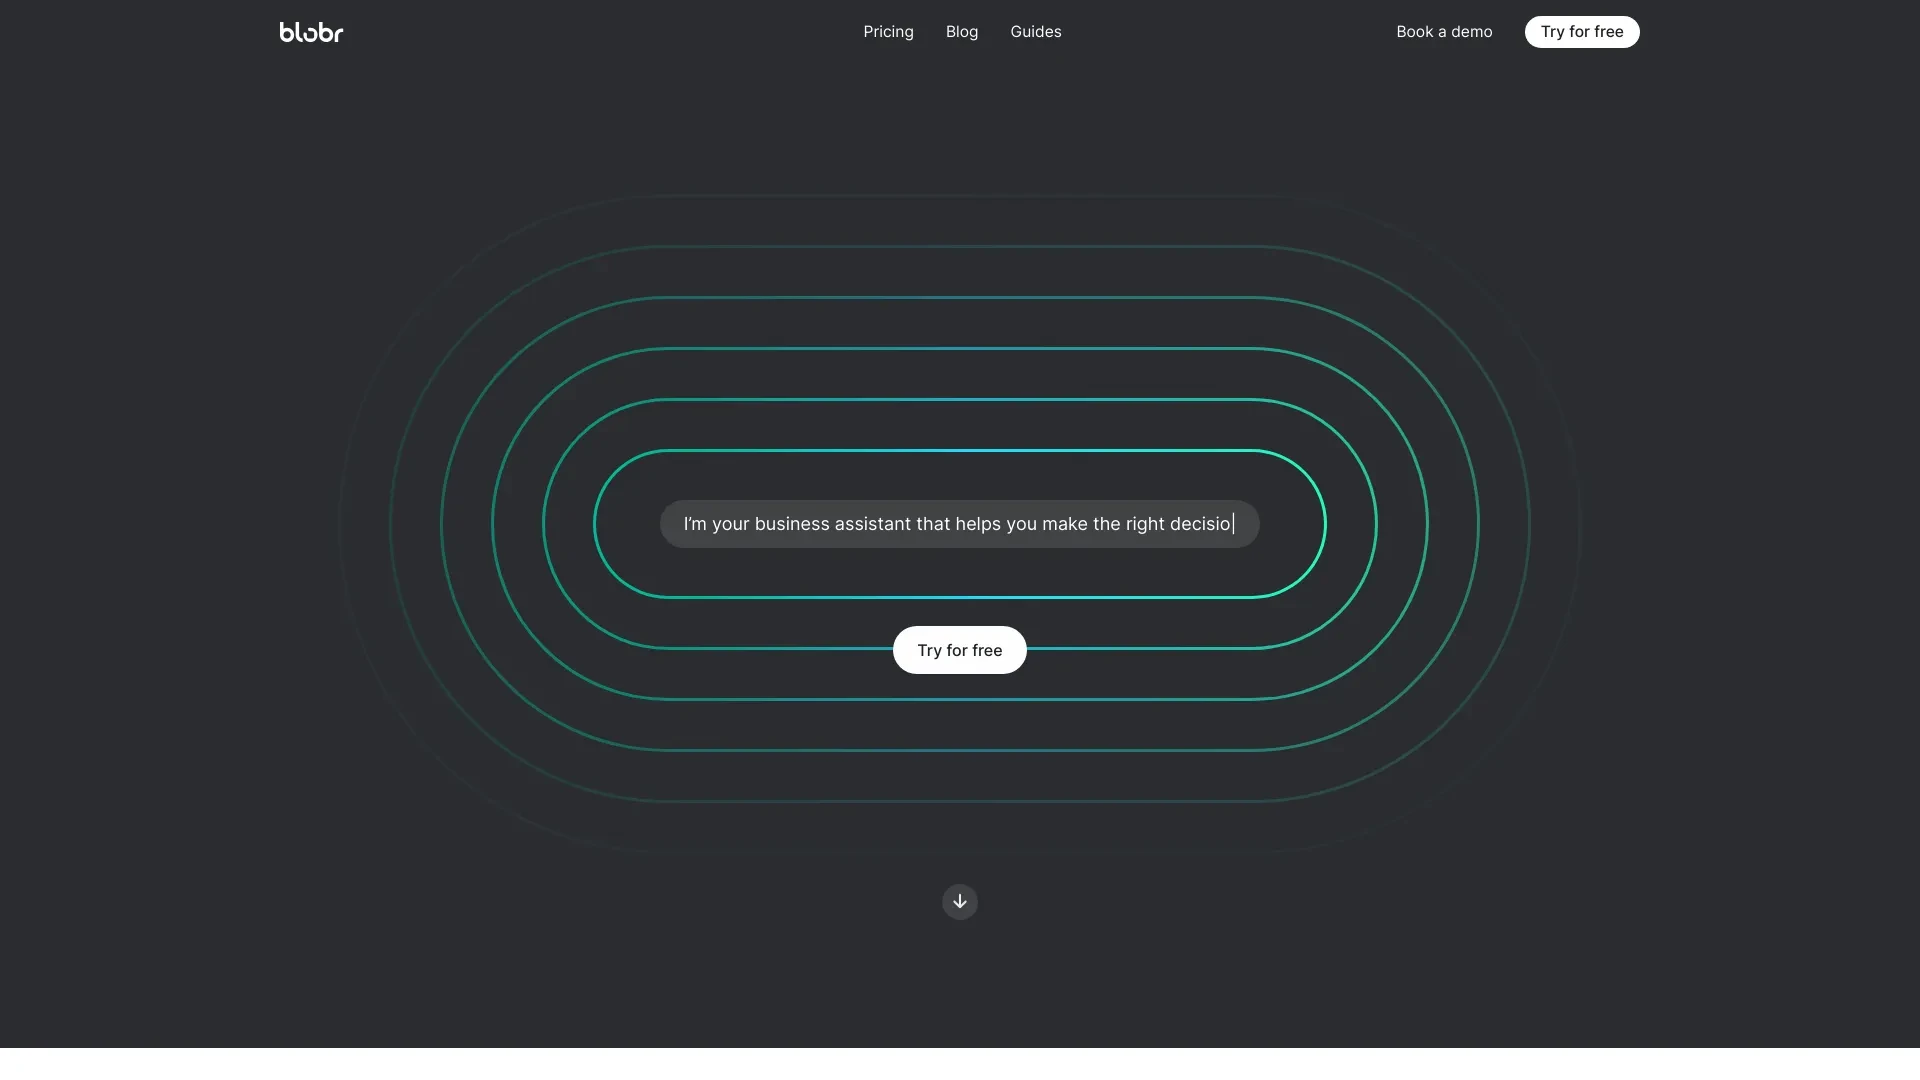 blobr
Pricing
Blog
Guides
Book a demo
Try for free
I'm your business assistant that helps you make the right decisio
Try for free